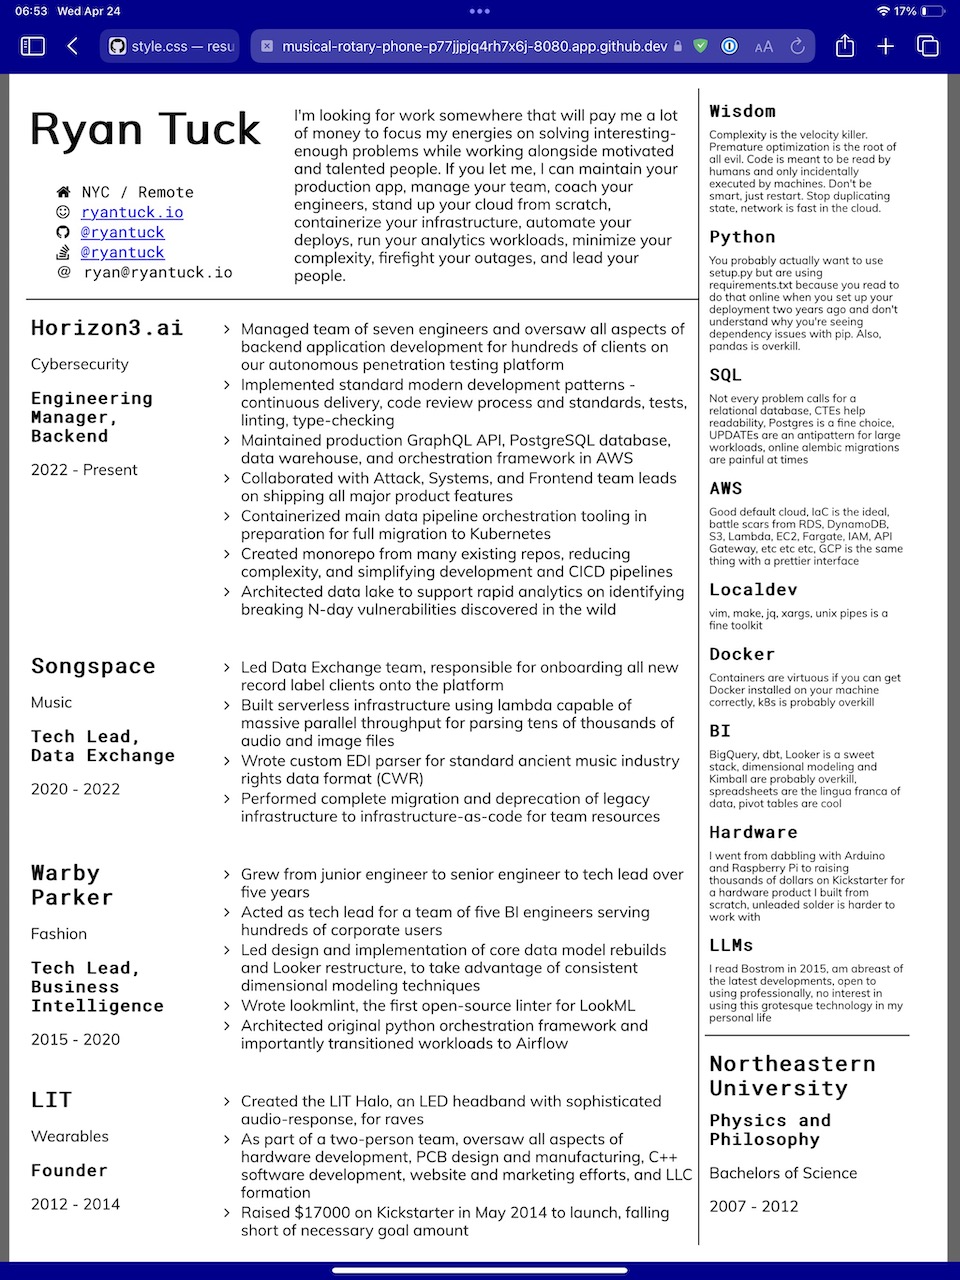 06:53 Wed Apr 24
17%
style.css — resu
musical-rotary-phone-p77jjpjq4rh7x6j-8080.app.github.dev
AA
Ryan Tuck
NYC / Remote
ryantuck.io
@ryantuck
@ryantuck
@ ryan@ryantuck.io
I'm looking for work somewhere that will pay me a lot
of money to focus my energies on solving interesting-
enough problems while working alongside motivated
and talented people. If you let me, I can maintain your
production app, manage your team, coach your
engineers, stand up your cloud from scratch,
containerize your infrastructure, automate your
deploys, run your analytics workloads, minimize your
complexity, firefight your outages, and lead your
people.
Horizon3.ai
Cybersecurity
Engineering
Manager,
Backend
2022 - Present
> Managed team of seven engineers and oversaw all aspects of
backend application development for hundreds of clients on
our autonomous penetration testing platform
> Implemented standard modern development patterns -
continuous delivery, code review process and standards, tests,
linting, type-checking
> Maintained production GraphQL API, PostgreSQL database,
data warehouse, and orchestration framework in AWS
> Collaborated with Attack, Systems, and Frontend team leads
on shipping all major product features
> Containerized main data pipeline orchestration tooling in
preparation for full migration to Kubernetes
> Created monorepo from many existing repos, reducing
complexity, and simplifying development and CICD pipelines
> Architected data lake to support rapid analytics on identifying
breaking N-day vulnerabilities discovered in the wild
Songspace
Music
Tech Lead,
Data Exchange
2020 - 2022
> Led Data Exchange team, responsible for onboarding all new
record label clients onto the platform
> Built serverless infrastructure using lambda capable of
massive parallel throughput for parsing tens of thousands of
audio and image files
> Wrote custom EDI parser for standard ancient music industry
rights data format (CWR)
> Performed complete migration and deprecation of legacy
infrastructure to infrastructure-as-code for team resources
Warby
Parker
Fashion
Tech Lead,
Business
Intelligence
2015 - 2020
> Grew from junior engineer to senior engineer to tech lead over
five years
> Acted as tech lead for a team of five BI engineers serving
hundreds of corporate users
> Led design and implementation of core data model rebuilds
and Looker restructure, to take advantage of consistent
dimensional modeling techniques
> Wrote lookmlint, the first open-source linter for LookML
> Architected original python orchestration framework and
importantly transitioned workloads to Airflow
LIT
Wearables
Founder
2012 - 2014
> Created the LIT Halo, an LED headband with sophisticated
audio-response, for raves
> As part of a two-person team, oversaw all aspects of
hardware development, PCB design and manufacturing, C++
software development, website and marketing efforts, and LLC
formation
> Raised $17000 on Kickstarter in May 2014 to launch, falling
short of necessary goal amount
Wisdom
Complexity is the velocity killer.
Premature optimization is the root of
all evil. Code is meant to be read by
humans and only incidentally
executed by machines. Don't be
smart, just restart. Stop duplicating
state, network is fast in the cloud.
Python
You probably actually want to use
setup.py but are using
requirements.txt because you read to
do that online when you set up your
deployment two years ago and don't
understand why you're seeing
dependency issues with pip. Also,
pandas is overkill.
SQL
Not every problem calls for a
relational database, CTEs help
readability, Postgres is a fine choice,
UPDATEs are an antipattern for large
workloads, online alembic migrations
are painful at times
AWS
Good default cloud, IaC is the ideal,
battle scars from RDS, DynamoDB,
S3, Lambda, EC2, Fargate, IAM, API
Gateway, etc etc etc, GCP is the same
thing with a prettier interface
Localdev
vim, make, jq, xargs, unix pipes is a
fine toolkit
Docker
Containers are virtuous if you can get
Docker installed on your machine
correctly, k8s is probably overkill
BI
BigQuery, dbt, Looker is a sweet
stack, dimensional modeling and
Kimball are probably overkill,
spreadsheets are the lingua franca of
data, pivot tables are cool
Hardware
I went from dabbling with Arduino
and Raspberry Pi to raising
thousands of dollars on Kickstarter for
a hardware product I built from
scratch, unleaded solder is harder to
work with
LLMs
I read Bostrom in 2015, am abreast of
the latest developments, open to
using professionally, no interest in
using this grotesque technology in my
personal life
Northeastern
University
Physics and
Philosophy
Bachelors of Science
2007 - 2012